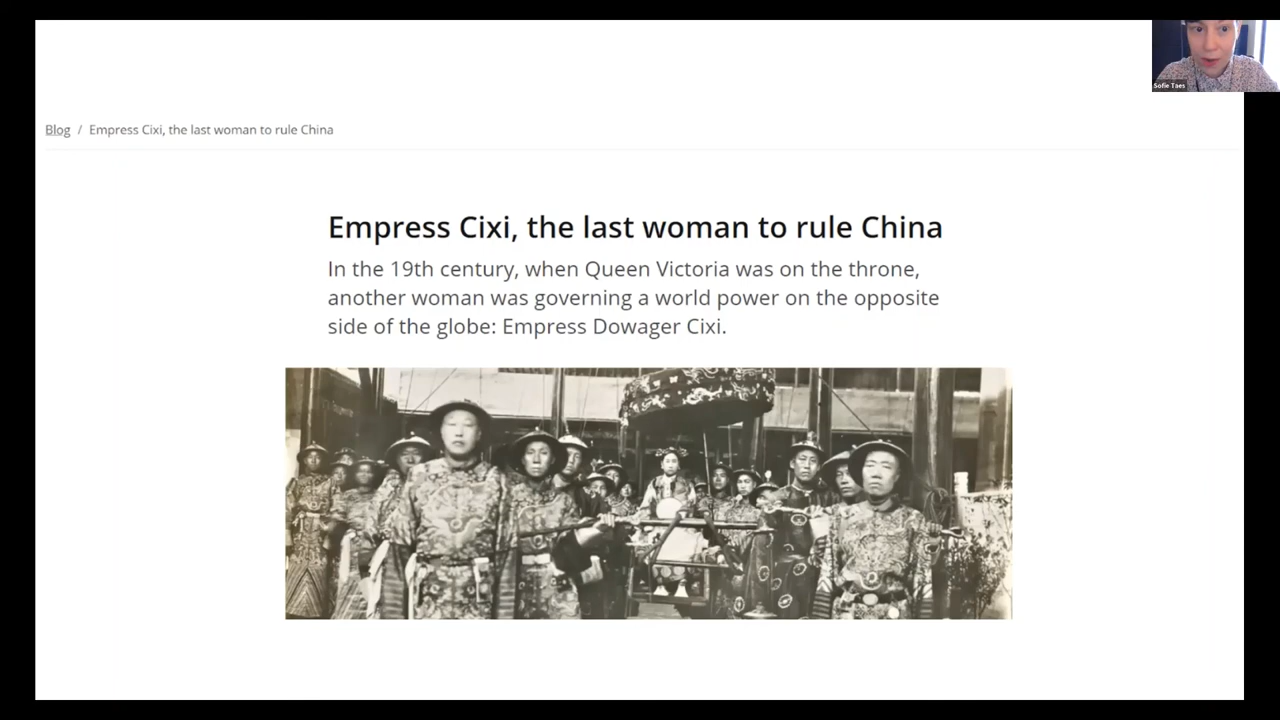 Sofie Taes
Blog / Empress Cixi, the last woman to rule China
Empress Cixi, the last woman to rule China
In the 19th century, when Queen Victoria was on the throne,
another woman was governing a world power on the opposite
side of the globe: Empress Dowager Cixi.